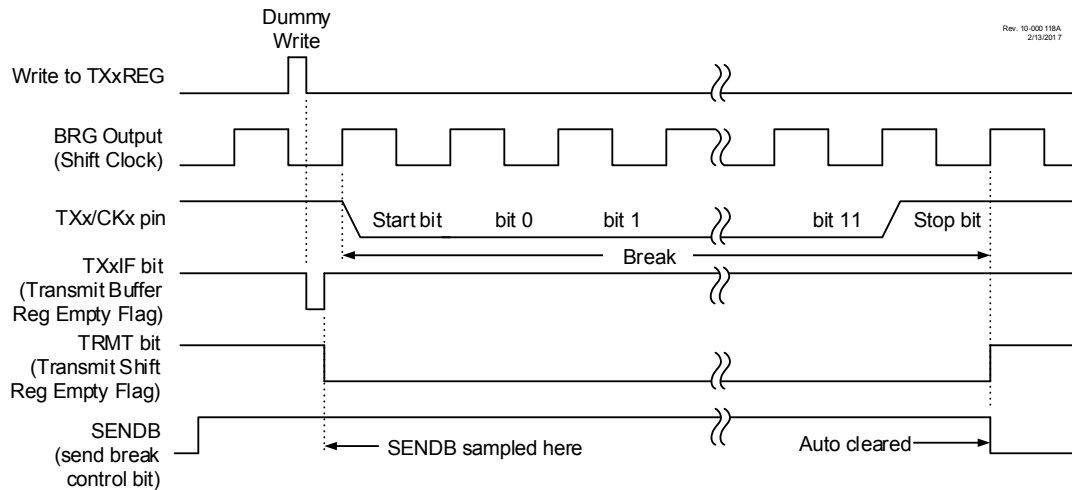 Dummy
Write
Rev. 10-000 118A
2/13/201 7
Write to TXxREG
BRG Output
(Shift Clock)
TXx/CKx pin
Start bit
bit 0
bit 1
bit 11
Stop bit
Break
TXxIF bit
(Transmit Buffer
Reg Empty Flag)
TRMT bit
(Transmit Shift
Reg Empty Flag)
SENDB
(send break
control bit)
SENDB sampled here
Auto cleared